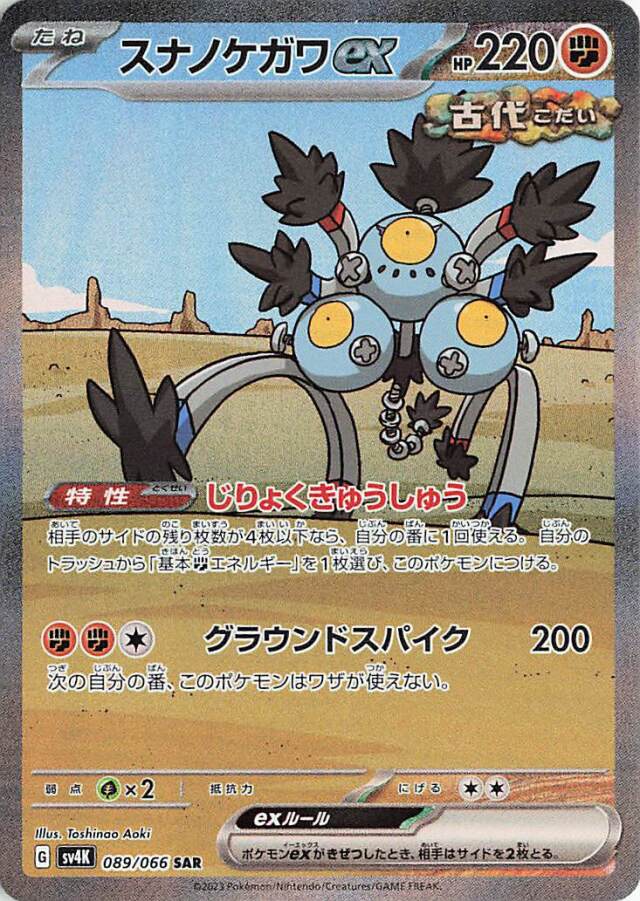 たね スナノケガワex HP220
古代 こだい
特性 とくせい じりょくきゅうしゅう
相手のサイドの残り枚数が4枚以下なら、自分の番に1回使える。自分の
トラッシュから「基本エネルギー」を1枚選び、このポケモンにつける。
グラウンドスパイク 200
次の自分の番、このポケモンはワザが使えない。
弱点 ×2 抵抗力 にげる
exルール
ポケモンexがきぜつしたとき、相手はサイドを2枚とる。
Illus. Toshinao Aoki
G sv4K 089/066 SAR
©2023 Pokémon/Nintendo/Creatures/GAME FREAK.